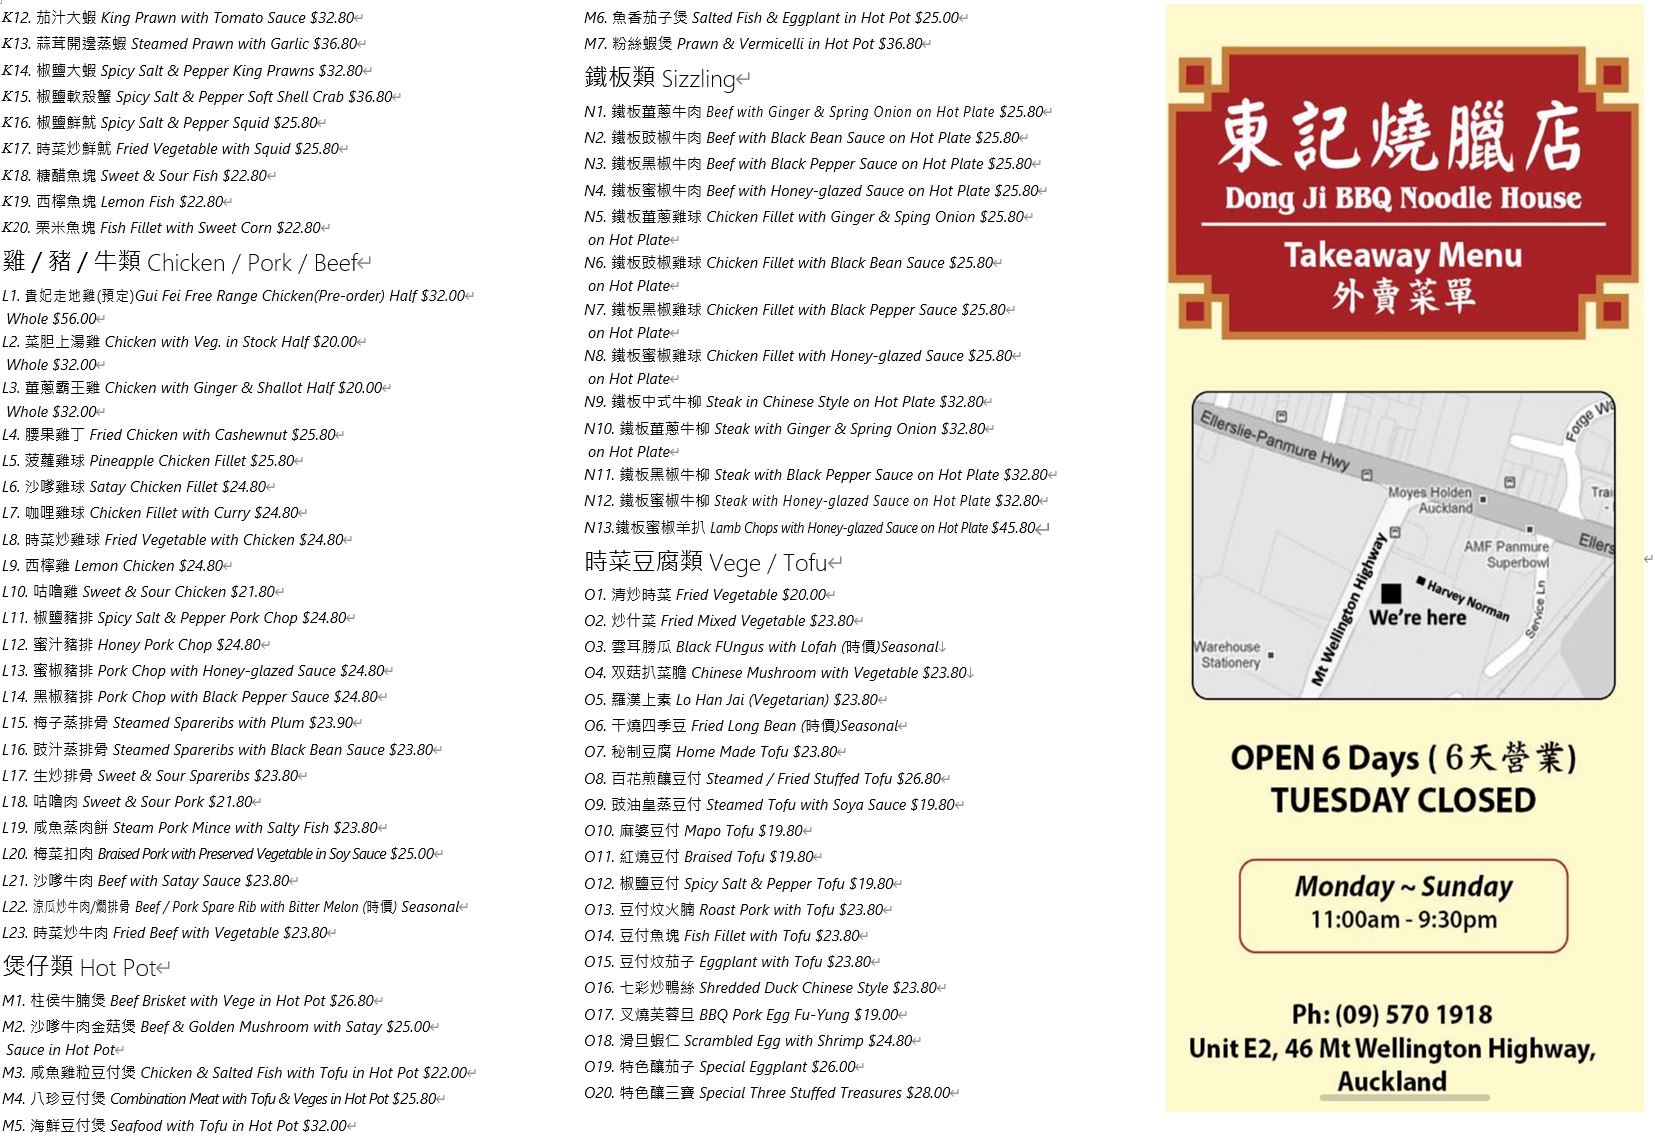 K12. 茄汁大蝦 King Prawn with Tomato Sauce $32.80
K13. 蒜茸開邊蒸蝦 Steamed Prawn with Garlic $36.80
K14. 椒鹽大蝦 Spicy Salt & Pepper King Prawns $32.80
K15. 椒鹽軟殼蟹 Spicy Salt & Pepper Soft Shell Crab $36.80
K16. 椒鹽鮮魷 Spicy Salt & Pepper Squid $25.80
K17. 時菜炒鮮魷 Fried Vegetable with Squid $25.80
K18. 糖醋魚塊 Sweet & Sour Fish $22.80
K19. 西檸魚塊 Lemon Fish $22.80
K20. 栗米魚塊 Fish Fillet with Sweet Corn $22.80
雞 / 豬 / 牛類 Chicken / Pork / Beef
L1. 貴妃走地雞(預定)Gui Fei Free Range Chicken(Pre-order) Half $32.00
Whole $56.00
L2. 菜胆上湯雞 Chicken with Veg. in Stock Half $20.00
Whole $32.00
L3. 薑蔥霸王雞 Chicken with Ginger & Shallot Half $20.00
Whole $32.00
L4. 腰果雞丁 Fried Chicken with Cashewnut $25.80
L5. 菠蘿雞球 Pineapple Chicken Fillet $25.80
L6. 沙嗲雞球 Satay Chicken Fillet $24.80
L7. 咖哩雞球 Chicken Fillet with Curry $24.80
L8. 時菜炒雞球 Fried Vegetable with Chicken $24.80
L9. 西檸雞 Lemon Chicken $24.80
L10. 咕嚕雞 Sweet & Sour Chicken $21.80
L11. 椒鹽豬排 Spicy Salt & Pepper Pork Chop $24.80
L12. 蜜汁豬排 Honey Pork Chop $24.80
L13. 蜜椒豬排 Pork Chop with Honey-glazed Sauce $24.80
L14. 黑椒豬排 Pork Chop with Black Pepper Sauce $24.80
L15. 梅子蒸排骨 Steamed Spareribs with Plum $23.90
L16. 豉汁蒸排骨 Steamed Spareribs with Black Bean Sauce $23.80
L17. 生炒排骨 Sweet & Sour Spareribs $23.80
L18. 咕嚕肉 Sweet & Sour Pork $21.80
L19. 咸魚蒸肉餅 Steam Pork Mince with Salty Fish $23.80
L20. 梅菜扣肉 Braised Pork with Preserved Vegetable in Soy Sauce $25.00
L21. 沙嗲牛肉 Beef with Satay Sauce $23.80
L22. 涼瓜炒牛肉/燜排骨 Beef / Pork Spare Rib with Bitter Melon (時價) Seasonal
L23. 時菜炒牛肉 Fried Beef with Vegetable $23.80
煲仔類 Hot Pot
M1. 柱侯牛腩煲 Beef Brisket with Vege in Hot Pot $26.80
M2. 沙嗲牛肉金菇煲 Beef & Golden Mushroom with Satay $25.00
Sauce in Hot Pot
M3. 咸魚雞粒豆付煲 Chicken & Salted Fish with Tofu in Hot Pot $22.00
M4. 八珍豆付煲 Combination Meat with Tofu & Veges in Hot Pot $25.80
M5. 海鮮豆付煲 Seafood with Tofu in Hot Pot $32.00
M6. 魚香茄子煲 Salted Fish & Eggplant in Hot Pot $25.00
M7. 粉絲蝦煲 Prawn & Vermicelli in Hot Pot $36.80
鐵板類 Sizzling
N1. 鐵板薑蔥牛肉 Beef with Ginger & Spring Onion on Hot Plate $25.80
N2. 鐵板豉椒牛肉 Beef with Black Bean Sauce on Hot Plate $25.80
N3. 鐵板黑椒牛肉 Beef with Black Pepper Sauce on Hot Plate $25.80
N4. 鐵板蜜椒牛肉 Beef with Honey-glazed Sauce on Hot Plate $25.80
N5. 鐵板薑蔥雞球 Chicken Fillet with Ginger & Sping Onion $25.80
on Hot Plate
N6. 鐵板豉椒雞球 Chicken Fillet with Black Bean Sauce $25.80
on Hot Plate
N7. 鐵板黑椒雞球 Chicken Fillet with Black Pepper Sauce $25.80
on Hot Plate
N8. 鐵板蜜椒雞球 Chicken Fillet with Honey-glazed Sauce $25.80
on Hot Plate
N9. 鐵板中式牛柳 Steak in Chinese Style on Hot Plate $32.80
N10. 鐵板薑蔥牛柳 Steak with Ginger & Spring Onion $32.80
on Hot Plate
N11. 鐵板黑椒牛柳 Steak with Black Pepper Sauce on Hot Plate $32.80
N12. 鐵板蜜椒牛柳 Steak with Honey-glazed Sauce on Hot Plate $32.80
N13.鐵板蜜椒羊扒 Lamb Chops with Honey-glazed Sauce on Hot Plate $45.80
時菜豆腐類 Vege / Tofu
O1. 清炒時菜 Fried Vegetable $20.00
O2. 炒什菜 Fried Mixed Vegetable $23.80
O3. 雲耳勝瓜 Black FUngus with Lofah (時價)Seasonal
O4. 双菇扒菜膽 Chinese Mushroom with Vegetable $23.80
O5. 羅漢上素 Lo Han Jai (Vegetarian) $23.80
O6. 干燒四季豆 Fried Long Bean (時價)Seasonal
O7. 秘制豆腐 Home Made Tofu $23.80
O8. 百花煎釀豆付 Steamed / Fried Stuffed Tofu $26.80
O9. 豉油皇蒸豆付 Steamed Tofu with Soya Sauce $19.80
O10. 麻婆豆付 Mapo Tofu $19.80
O11. 紅燒豆付 Braised Tofu $19.80
O12. 椒鹽豆付 Spicy Salt & Pepper Tofu $19.80
O13. 豆付炆火腩 Roast Pork with Tofu $23.80
O14. 豆付魚塊 Fish Fillet with Tofu $23.80
O15. 豆付炆茄子 Eggplant with Tofu $23.80
O16. 七彩炒鴨絲 Shredded Duck Chinese Style $23.80
O17. 叉燒芙蓉旦 BBQ Pork Egg Fu-Yung $19.00
O18. 滑旦蝦仁 Scrambled Egg with Shrimp $24.80
O19. 特色釀茄子 Special Eggplant $26.00
O20. 特色釀三寶 Special Three Stuffed Treasures $28.00
東記燒臘店
Dong Ji BBQ Noodle House
Takeaway Menu
外賣菜單
Ellerslie-Panmure Hwy
Forge Wa
Moyes Holden
Auckland
Trai
Ellers
AMF Panmure
Superbowl
Mt Wellington Highway
Harvey Norman
We're here
Service Ln
Warehouse
Stationery
OPEN 6 Days ( 6天營業)
TUESDAY CLOSED
Monday ~ Sunday
11:00am - 9:30pm
Ph: (09) 570 1918
Unit E2, 46 Mt Wellington Highway,
Auckland